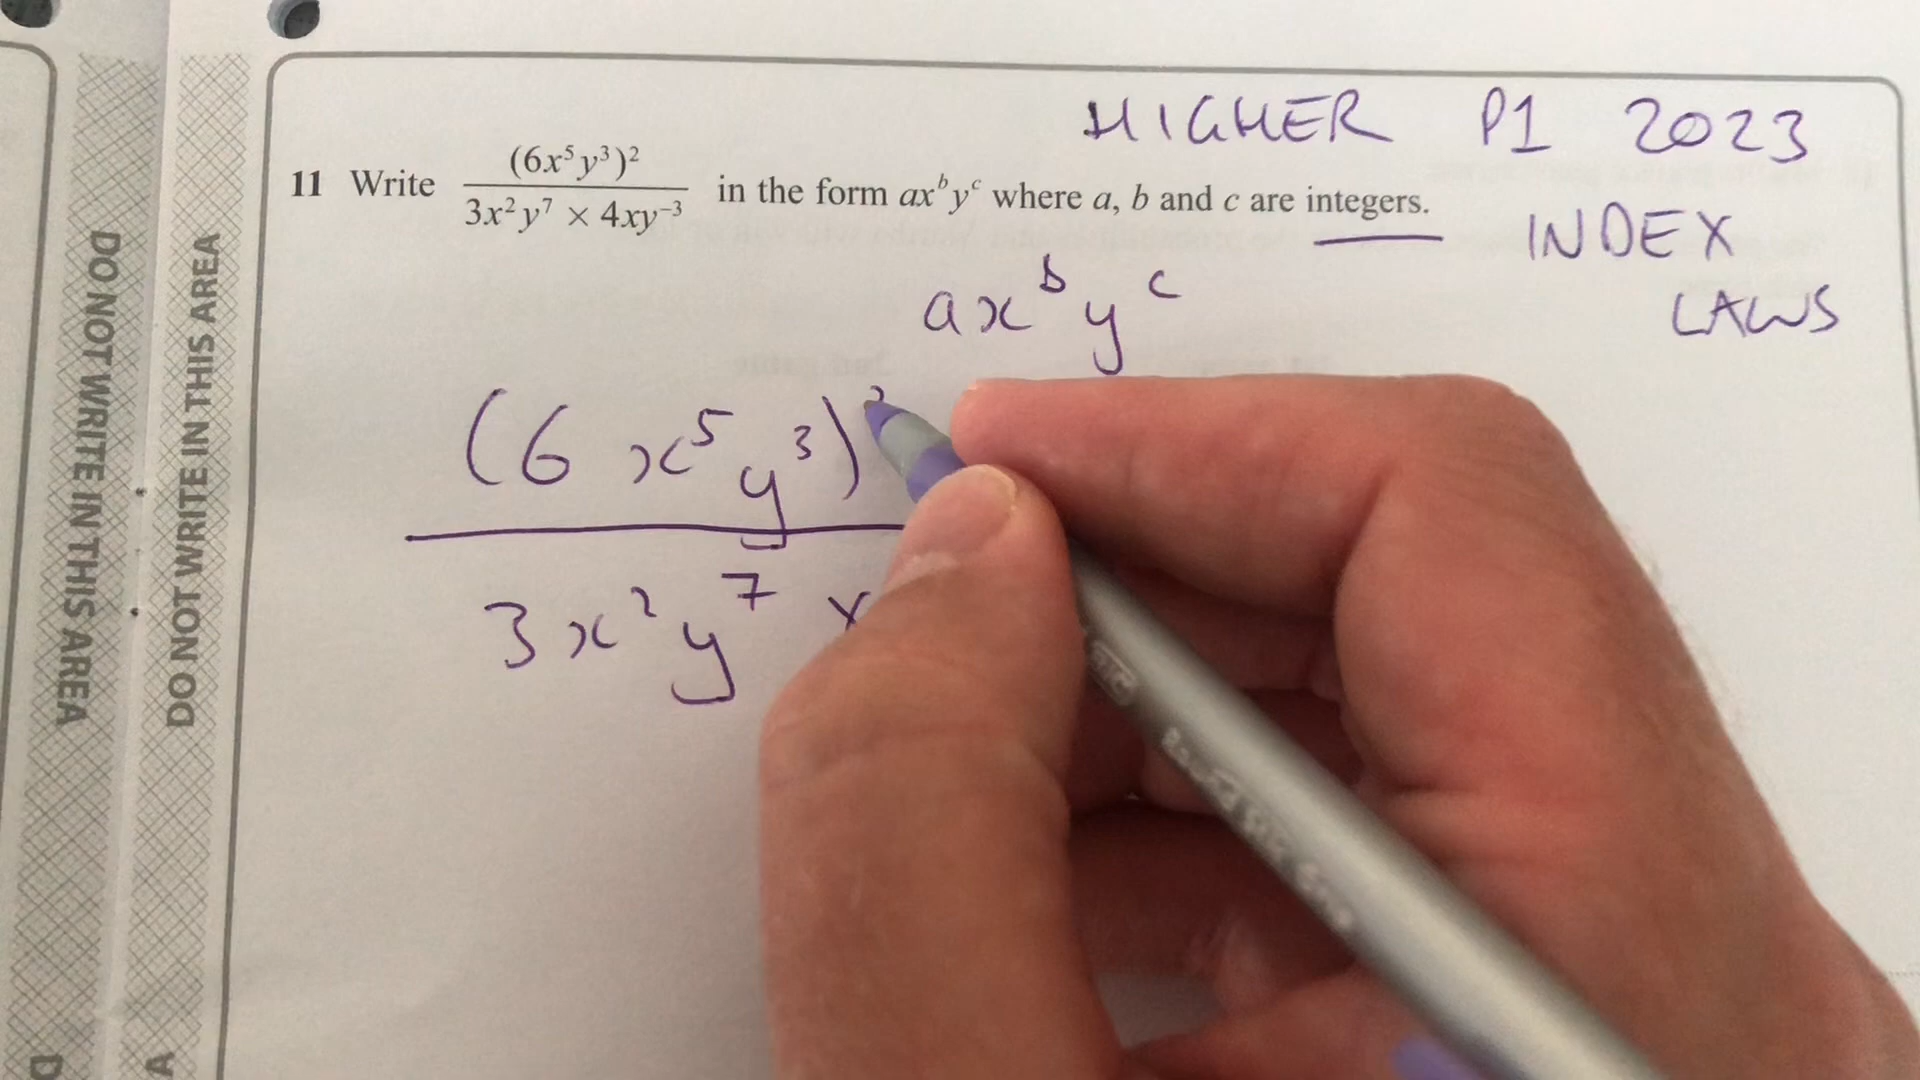 HIGHER P1 2023
11 Write (6x⁵y³)² / 3x²y⁷ × 4xy⁻³ in the form axᵇyᶜ where a, b and c are integers.
INDEX
LAWS
axᵇyᶜ
(6x⁵y³)²
3x²y⁷ ×
DO NOT WRITE IN THIS AREA
DO NOT WRITE IN THIS AREA
D
A